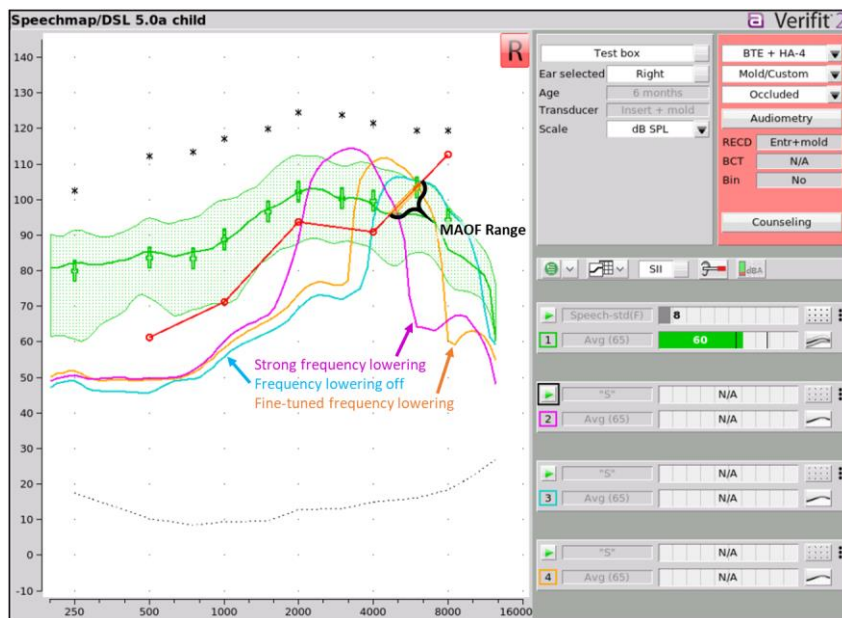 Speechmap/DSL 5.0a child
a Verifit®2
R
140
130
120
110
100
90
80
70
60
50
40
30
20
10
0
-10
250
500
1000
2000
4000
8000
16000
MAOF Range
Strong frequency lowering
Frequency lowering off
Fine-tuned frequency lowering
Test box
Ear selected Right
Age 6 months
Transducer Insert + mold
Scale dB SPL
BTE + HA-4
Mold/Custom
Occluded
Audiometry
RECD Entr+mold
BCT N/A
Bin No
Counseling
SII
dBA
Speech-std(F) 8
1 Avg (65) 60
"S" N/A
2 Avg (65) N/A
"S" N/A
3 Avg (65) N/A
"S" N/A
4 Avg (65) N/A